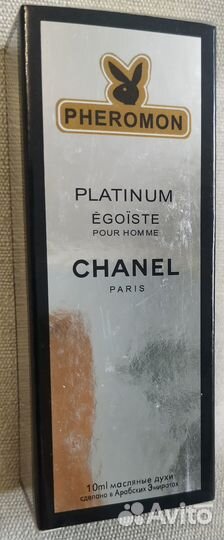 PHEROMON
PLATINUM
ÉGOÏSTE
POUR HOMME
CHANEL
PARIS
10ml масляные духи
сделано в Арабских Эмиратах
Avito